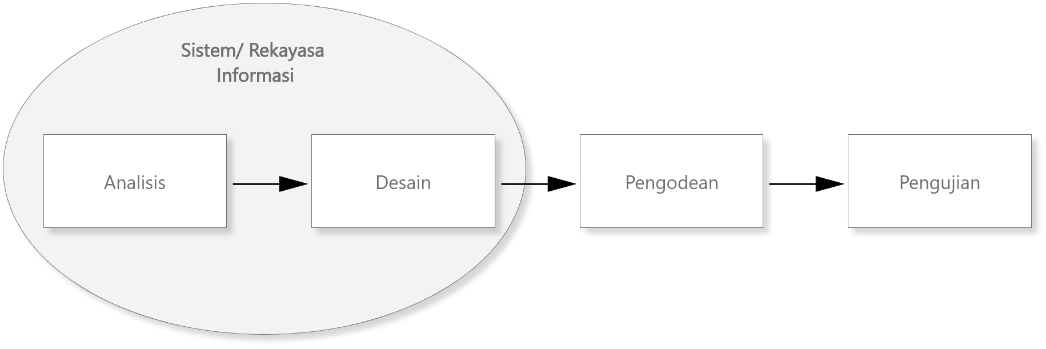 Sistem/ Rekayasa
Informasi
Analisis
Desain
Pengodean
Pengujian